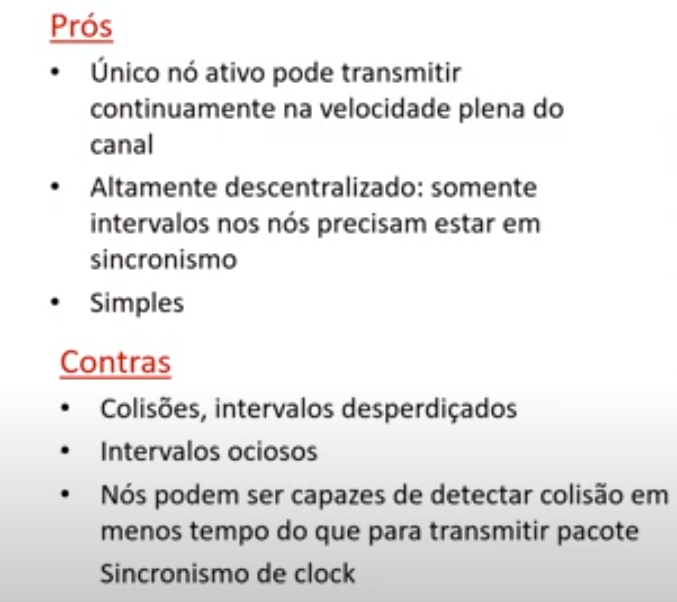 Prós
• Único nó ativo pode transmitir
continuamente na velocidade plena do
canal
• Altamente descentralizado: somente
intervalos nos nós precisam estar em
sincronismo
• Simples
Contras
• Colisões, intervalos desperdiçados
• Intervalos ociosos
• Nós podem ser capazes de detectar colisão em
menos tempo do que para transmitir pacote
Sincronismo de clock